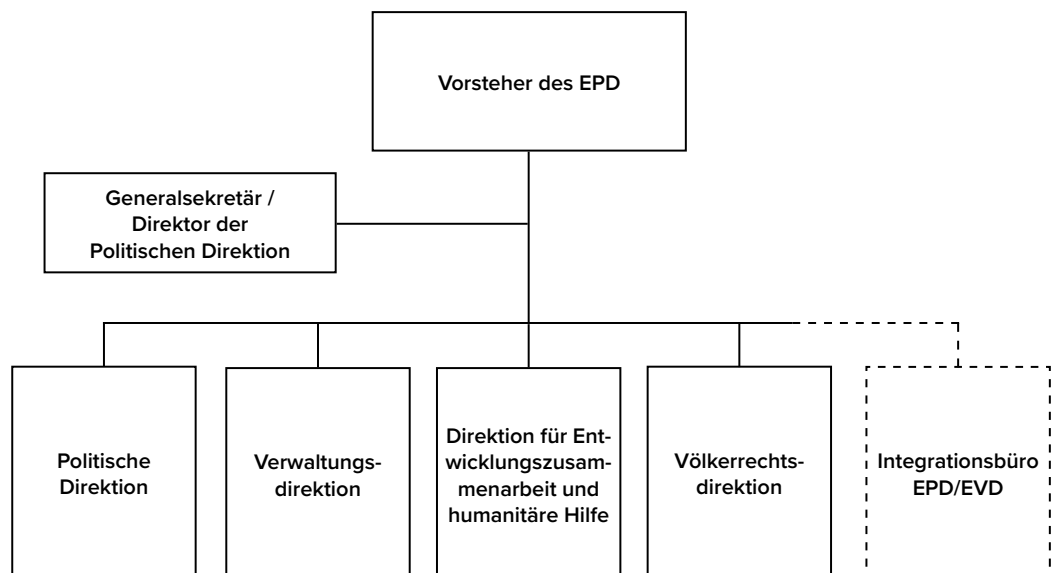 Vorsteher des EPD
Generalsekretär /
Direktor der
Politischen Direktion
Politische
Direktion
Verwaltungs-
direktion
Direktion für Ent-
wicklungszusam-
menarbeit und
humanitäre Hilfe
Völkerrechts-
direktion
Integrationsbüro
EPD/EVD